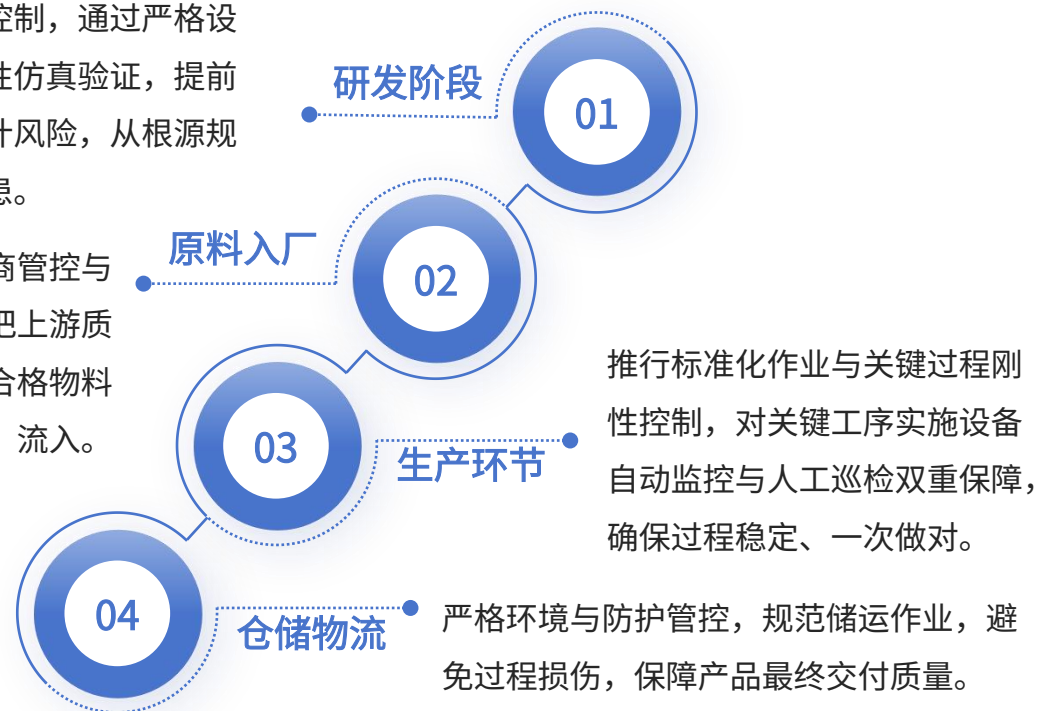 控制，通过严格设
性仿真验证，提前
计风险，从根源规
患。
研发阶段
01
原料入厂
02
商管控与
把上游质
合格物料
流入。
03
生产环节
推行标准化作业与关键过程刚
性控制，对关键工序实施设备
自动监控与人工巡检双重保障，
确保过程稳定、一次做对。
04
仓储物流
严格环境与防护管控，规范储运作业，避
免过程损伤，保障产品最终交付质量。